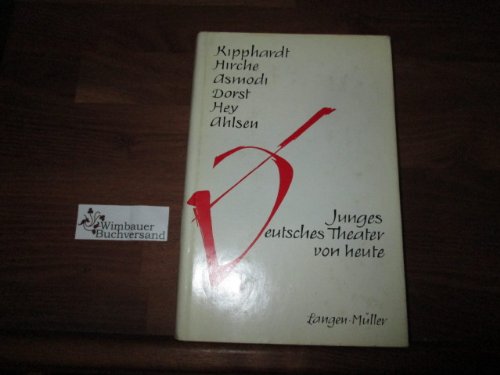 Kipphardt
Hirche
Asmodi
Dorst
Hey
Ahlsen
Junges
Deutsches Theater
von heute
Langen-Müller
Wimbauer
Buchversand